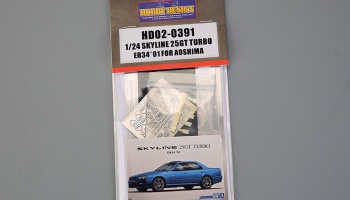 HOBBY DESIGN
HD02-0391
1/24 SKYLINE 25GT TURBO
ER34 '01 FOR AOSHIMA
SKYLINE 25GT TURBO